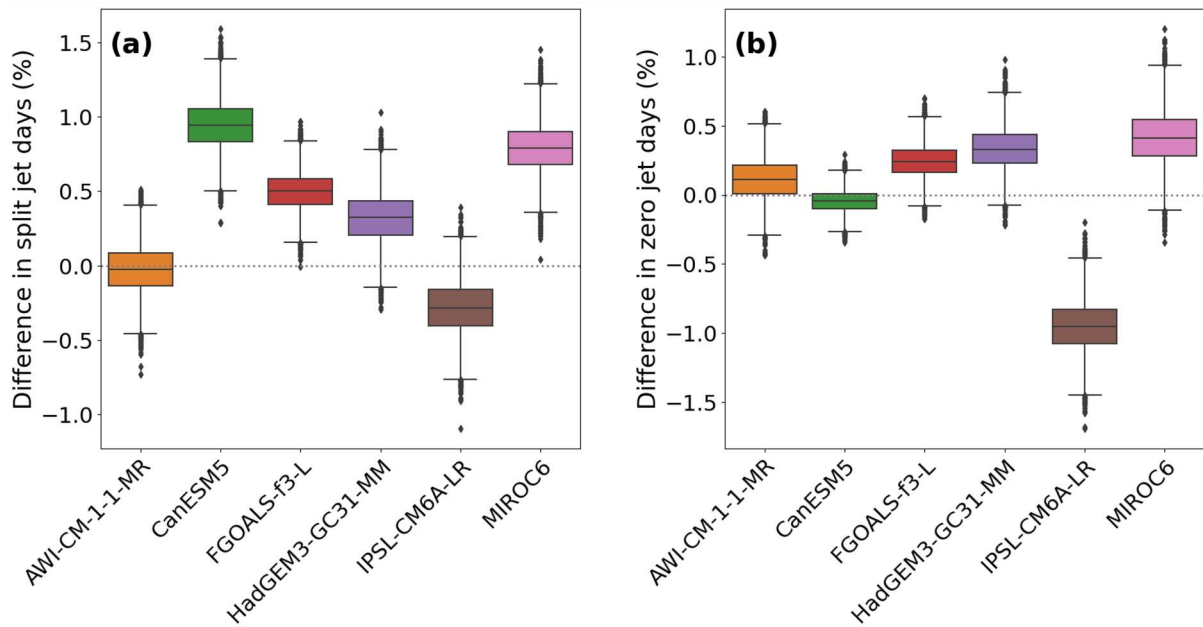 (a)
Difference in split jet days (%)
1.5
1.0
0.5
0.0
−0.5
−1.0
AWI-CM-1-1-MR
CanESM5
FGOALS-f3-L
HadGEM3-GC31-MM
IPSL-CM6A-LR
MIROC6
(b)
Difference in zero jet days (%)
1.0
0.5
0.0
−0.5
−1.0
−1.5
AWI-CM-1-1-MR
CanESM5
FGOALS-f3-L
HadGEM3-GC31-MM
IPSL-CM6A-LR
MIROC6